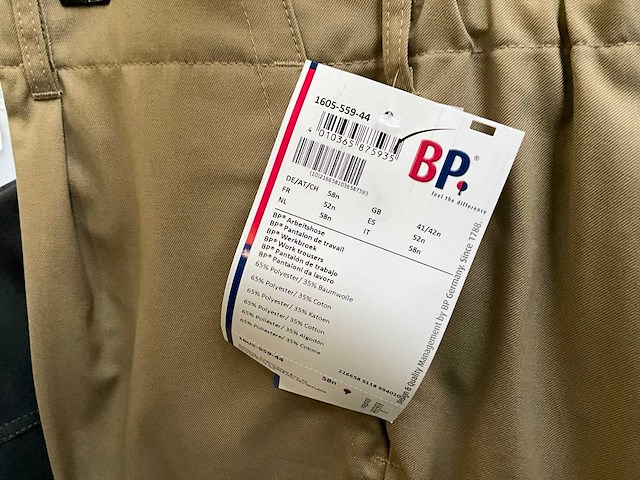 1605-559-44
4 010365 875935
BP®
feel the difference
DE/AT/CH 58n GB 41/42n
FR 52n ES 52n
NL 58n IT 58n
BP® Arbeitshose
BP® Pantalon de travail
BP® Werkbroek
BP® Work trousers
BP® Pantalón de trabajo
BP® Pantaloni da lavoro
65% Polyester/ 35% Baumwolle
65% Polyester/ 35% Coton
65% Polyester/ 35% Katoen
65% Polyester/ 35% Cotton
65% Poliéster/ 35% Algodón
65% Poliestere/ 35% Cotone
Design & Quality Management by BP Germany. Since 1788.
1605-559-44
58n